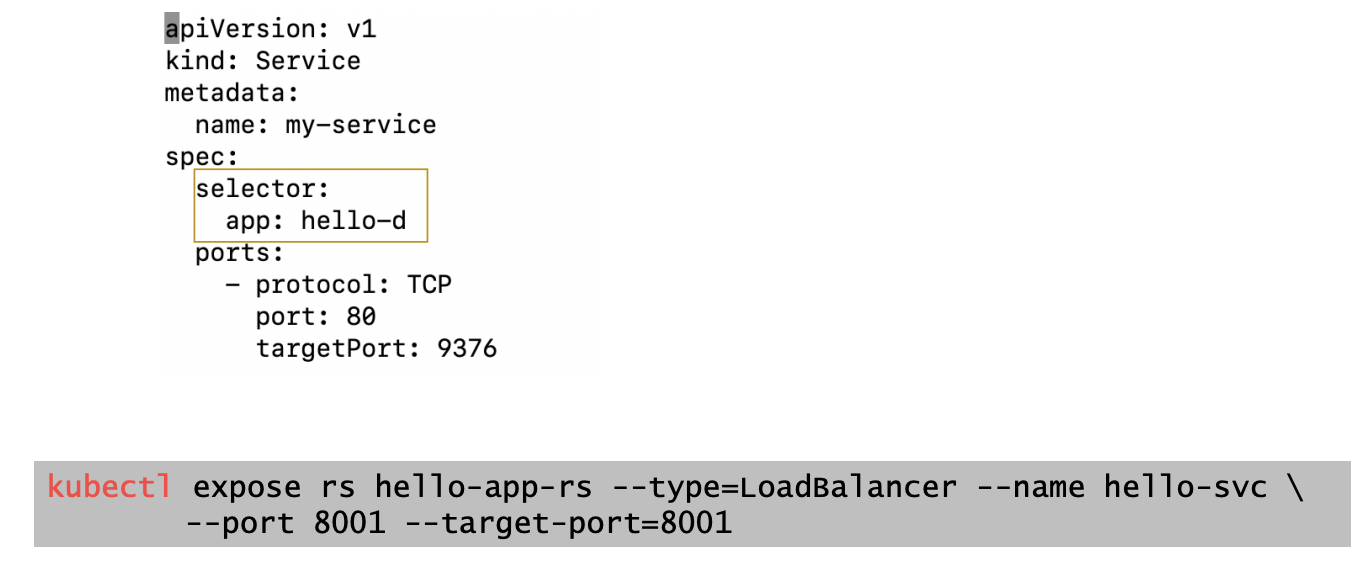 apiVersion: v1
kind: Service
metadata:
  name: my-service
spec:
  selector:
    app: hello-d
  ports:
    - protocol: TCP
      port: 80
      targetPort: 9376
kubectl expose rs hello-app-rs --type=LoadBalancer --name hello-svc \
        --port 8001 --target-port=8001